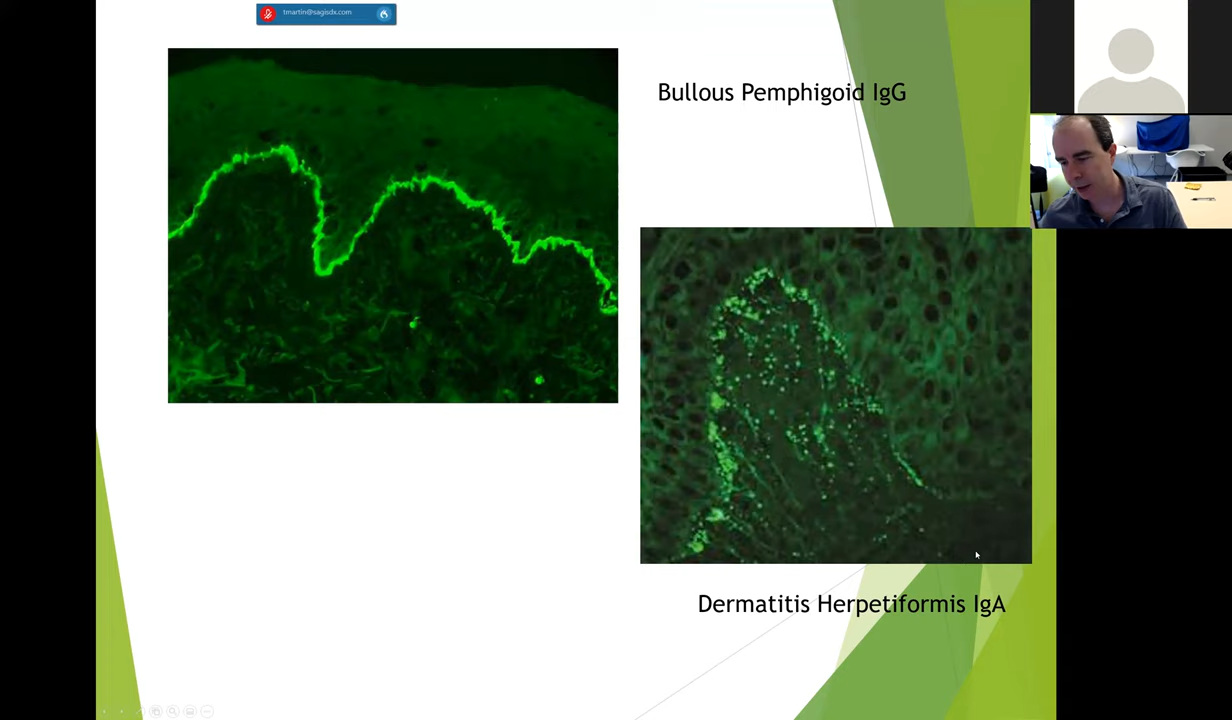 tmartin@sagisdx.com
Bullous Pemphigoid IgG
Dermatitis Herpetiformis IgA